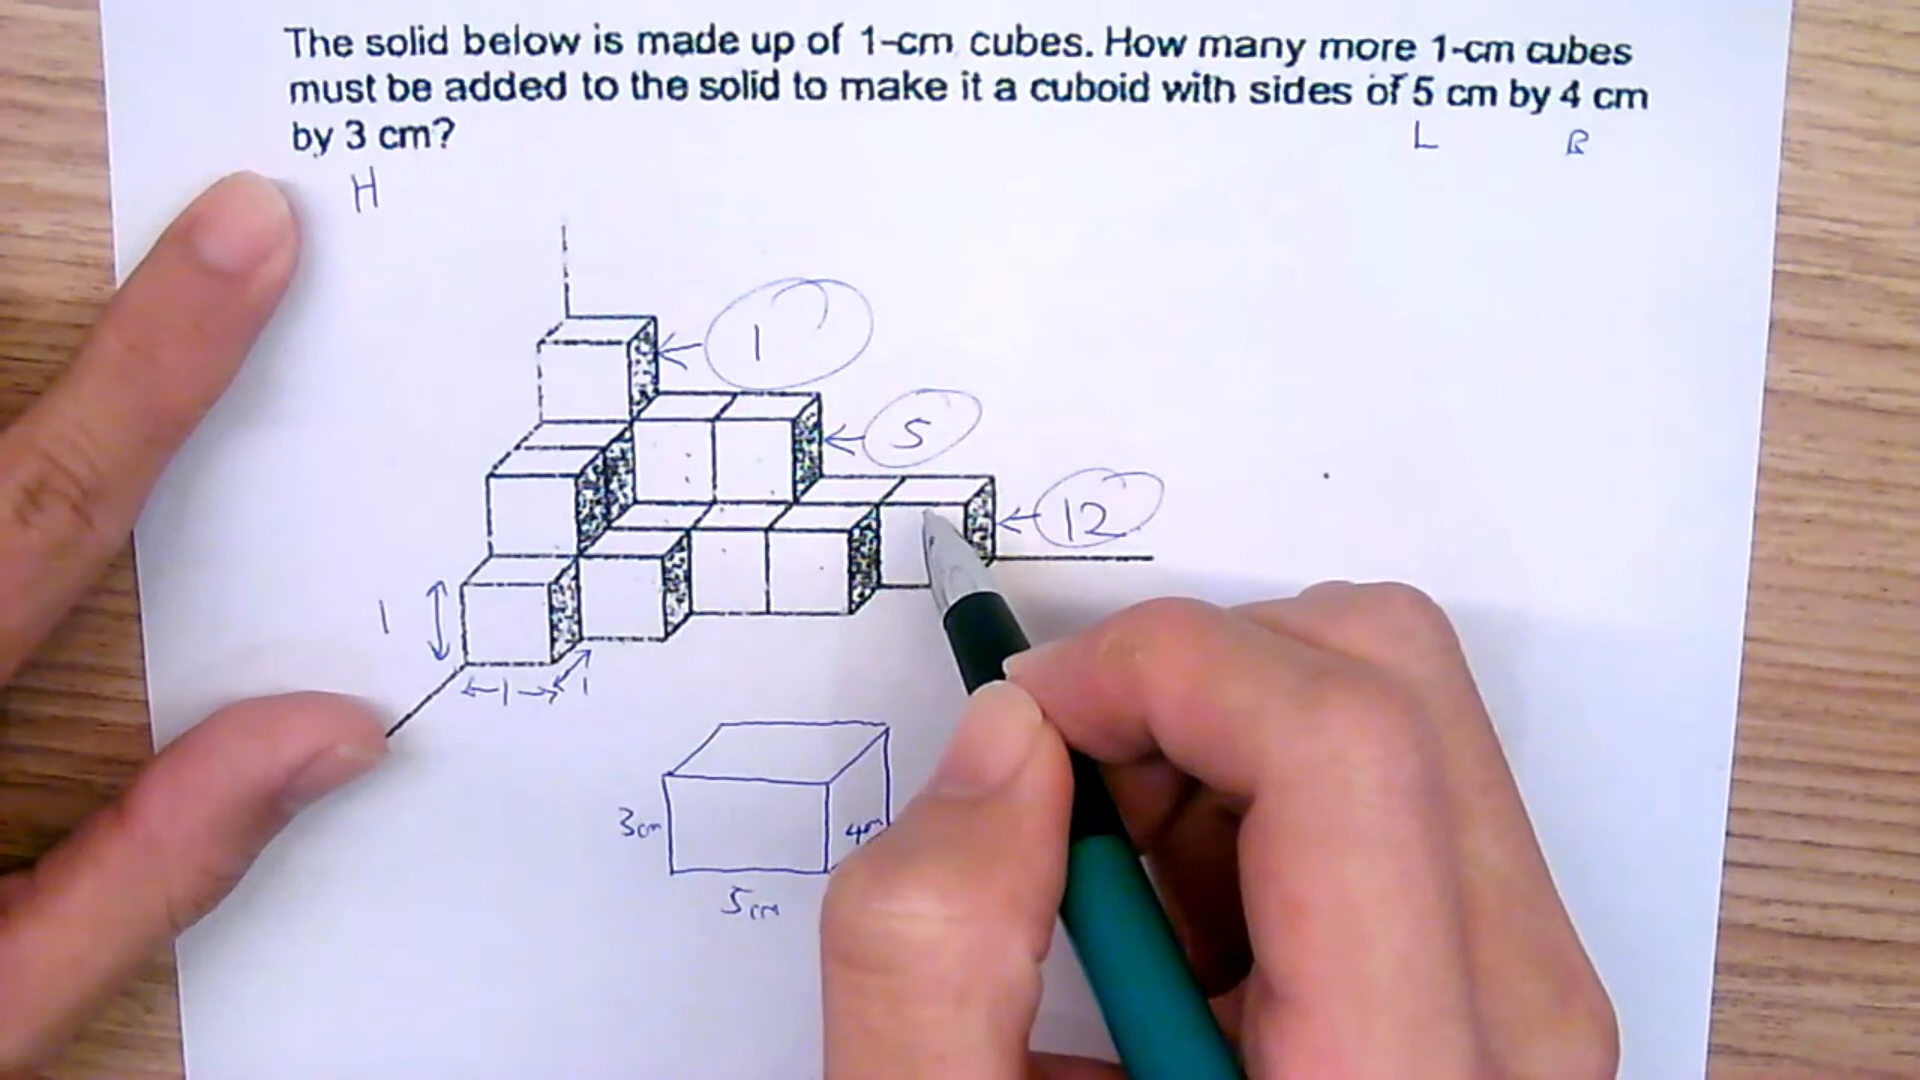 The solid below is made up of 1-cm cubes. How many more 1-cm cubes
must be added to the solid to make it a cuboid with sides of 5 cm by 4 cm
by 3 cm?
L
B
H
1
5
12
1
1
1
3cm
4cm
5cm